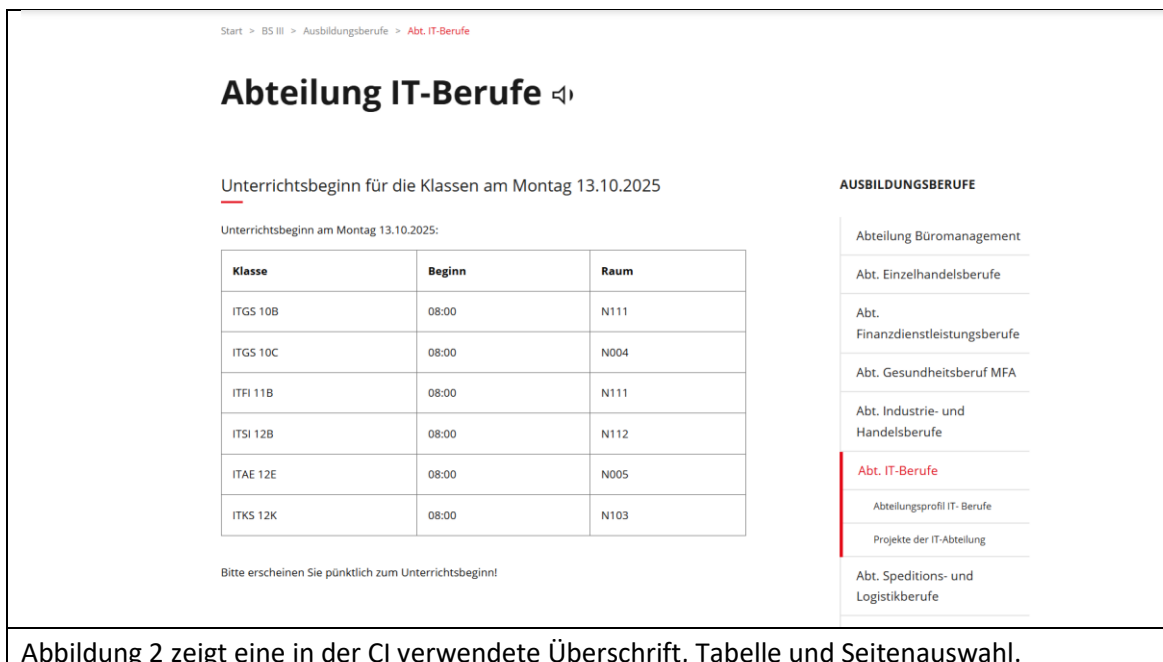 Start > BS III > Ausbildungsberufe > Abt. IT-Berufe
Abteilung IT-Berufe
Unterrichtsbeginn für die Klassen am Montag 13.10.2025
Unterrichtsbeginn am Montag 13.10.2025:
Klasse Beginn Raum
ITGS 10B 08:00 N111
ITGS 10C 08:00 N004
ITFI 11B 08:00 N111
ITSI 12B 08:00 N112
ITAE 12E 08:00 N005
ITKS 12K 08:00 N103
Bitte erscheinen Sie pünktlich zum Unterrichtsbeginn!
AUSBILDUNGSBERUFE
Abteilung Büromanagement
Abt. Einzelhandelsberufe
Abt.
Finanzdienstleistungsberufe
Abt. Gesundheitsberuf MFA
Abt. Industrie- und
Handelsberufe
Abt. IT-Berufe
Abteilungsprofil IT- Berufe
Projekte der IT-Abteilung
Abt. Speditions- und
Logistikberufe
Abbildung 2 zeigt eine in der CI verwendete Überschrift, Tabelle und Seitenauswahl.